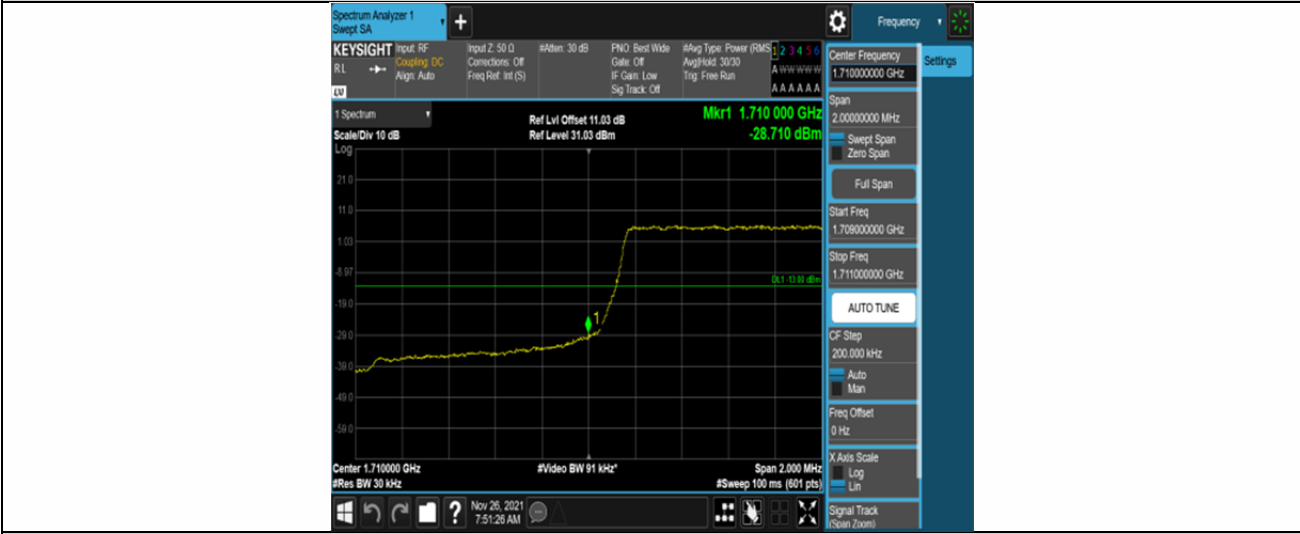 Spectrum Analyzer 1
Swept SA
+
Frequency
KEYSIGHT
RL
Input: RF
Coupling: DC
Align: Auto
Input Z: 50 Ω
Corrections: Off
Freq Ref: Int (S)
#Atten: 30 dB
PNO: Best Wide
Gate: Off
IF Gain: Low
Sig Track: Off
#Avg Type: Power (RMS
Avg|Hold: 30/30
Trig: Free Run
1 2 3 4 5 6
A W W W W W
A A A A A A
1 Spectrum
Scale/Div 10 dB
Log
Ref Lvl Offset 11.03 dB
Ref Level 31.03 dBm
Mkr1 1.710 000 GHz
-28.710 dBm
21.0
11.0
1.03
-8.97
-19.0
-29.0
-39.0
-49.0
-59.0
DL1 -13.00 dBm
1
Center 1.710000 GHz
#Res BW 30 kHz
#Video BW 91 kHz*
Span 2.000 MHz
#Sweep 100 ms (601 pts)
?
Nov 26, 2021
7:51:26 AM
Center Frequency
1.710000000 GHz
Span
2.00000000 MHz
Swept Span
Zero Span
Full Span
Start Freq
1.709000000 GHz
Stop Freq
1.711000000 GHz
AUTO TUNE
CF Step
200.000 kHz
Auto
Man
Freq Offset
0 Hz
X Axis Scale
Log
Lin
Signal Track
(Span Zoom)
Settings